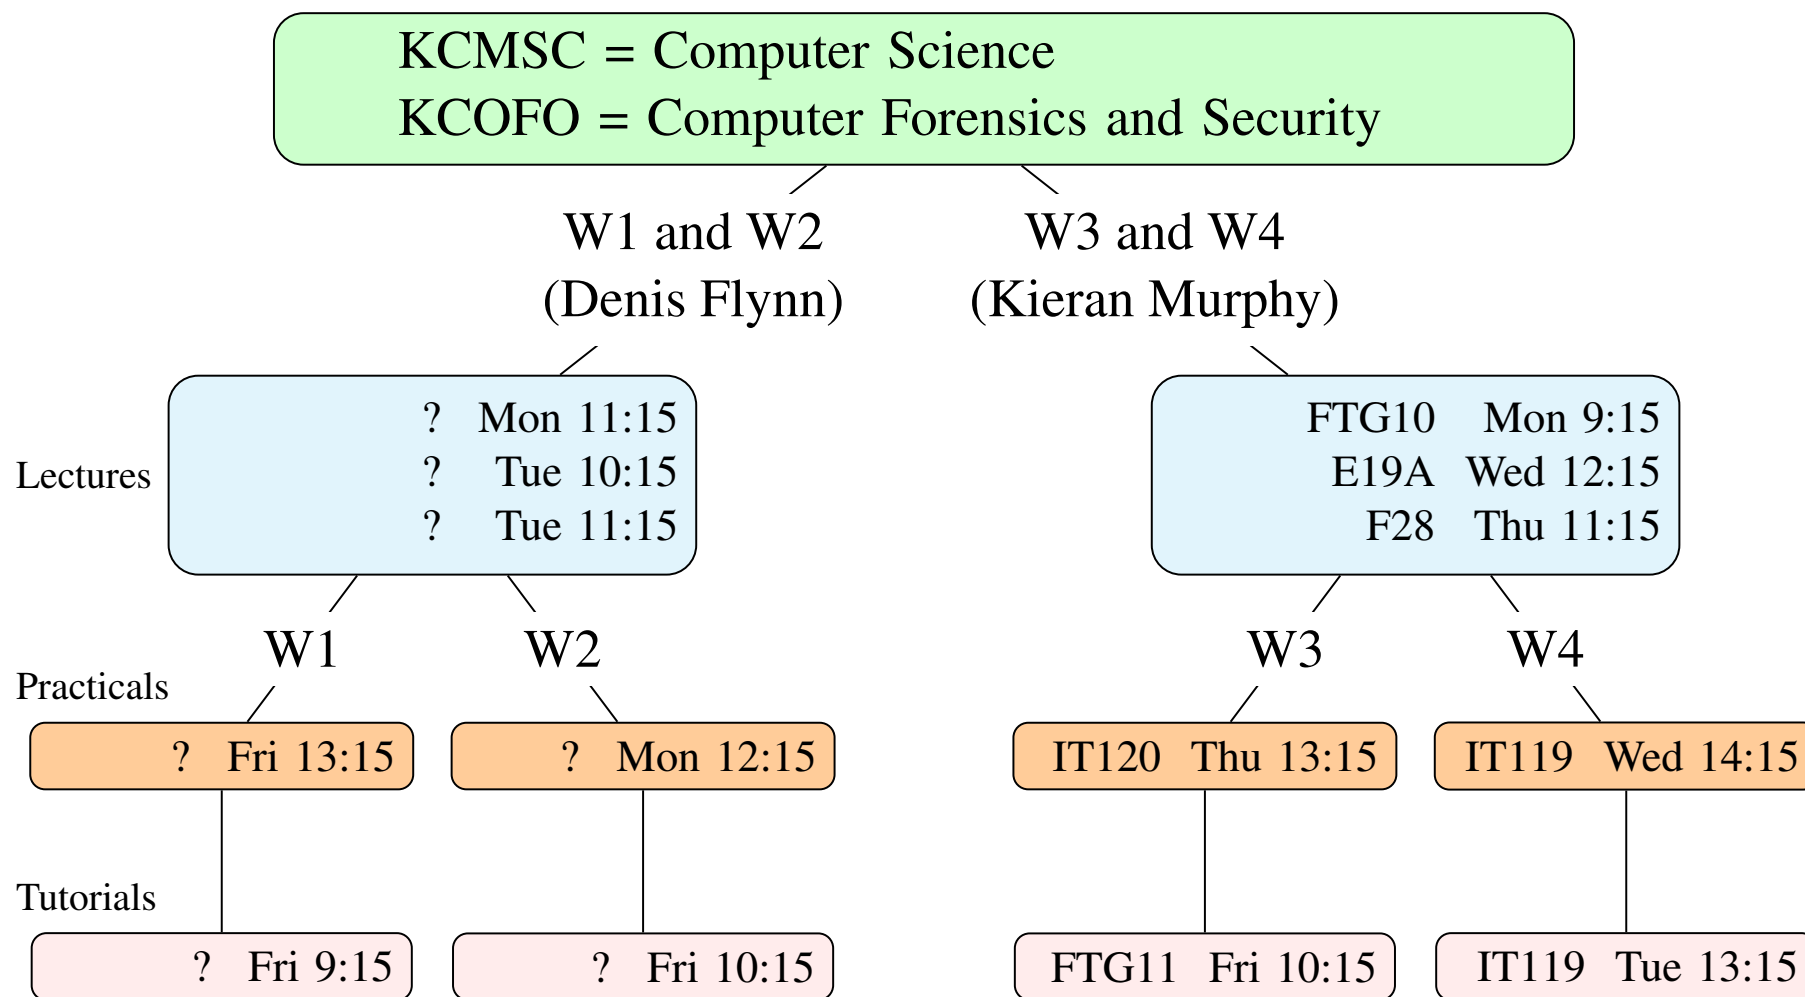 KCMSC = Computer Science
KCOFO = Computer Forensics and Security
W1 and W2
(Denis Flynn)
W3 and W4
(Kieran Murphy)
Lectures
? Mon 11:15
? Tue 10:15
? Tue 11:15
FTG10 Mon 9:15
E19A Wed 12:15
F28 Thu 11:15
W1
W2
W3
W4
Practicals
? Fri 13:15
? Mon 12:15
IT120 Thu 13:15
IT119 Wed 14:15
Tutorials
? Fri 9:15
? Fri 10:15
FTG11 Fri 10:15
IT119 Tue 13:15